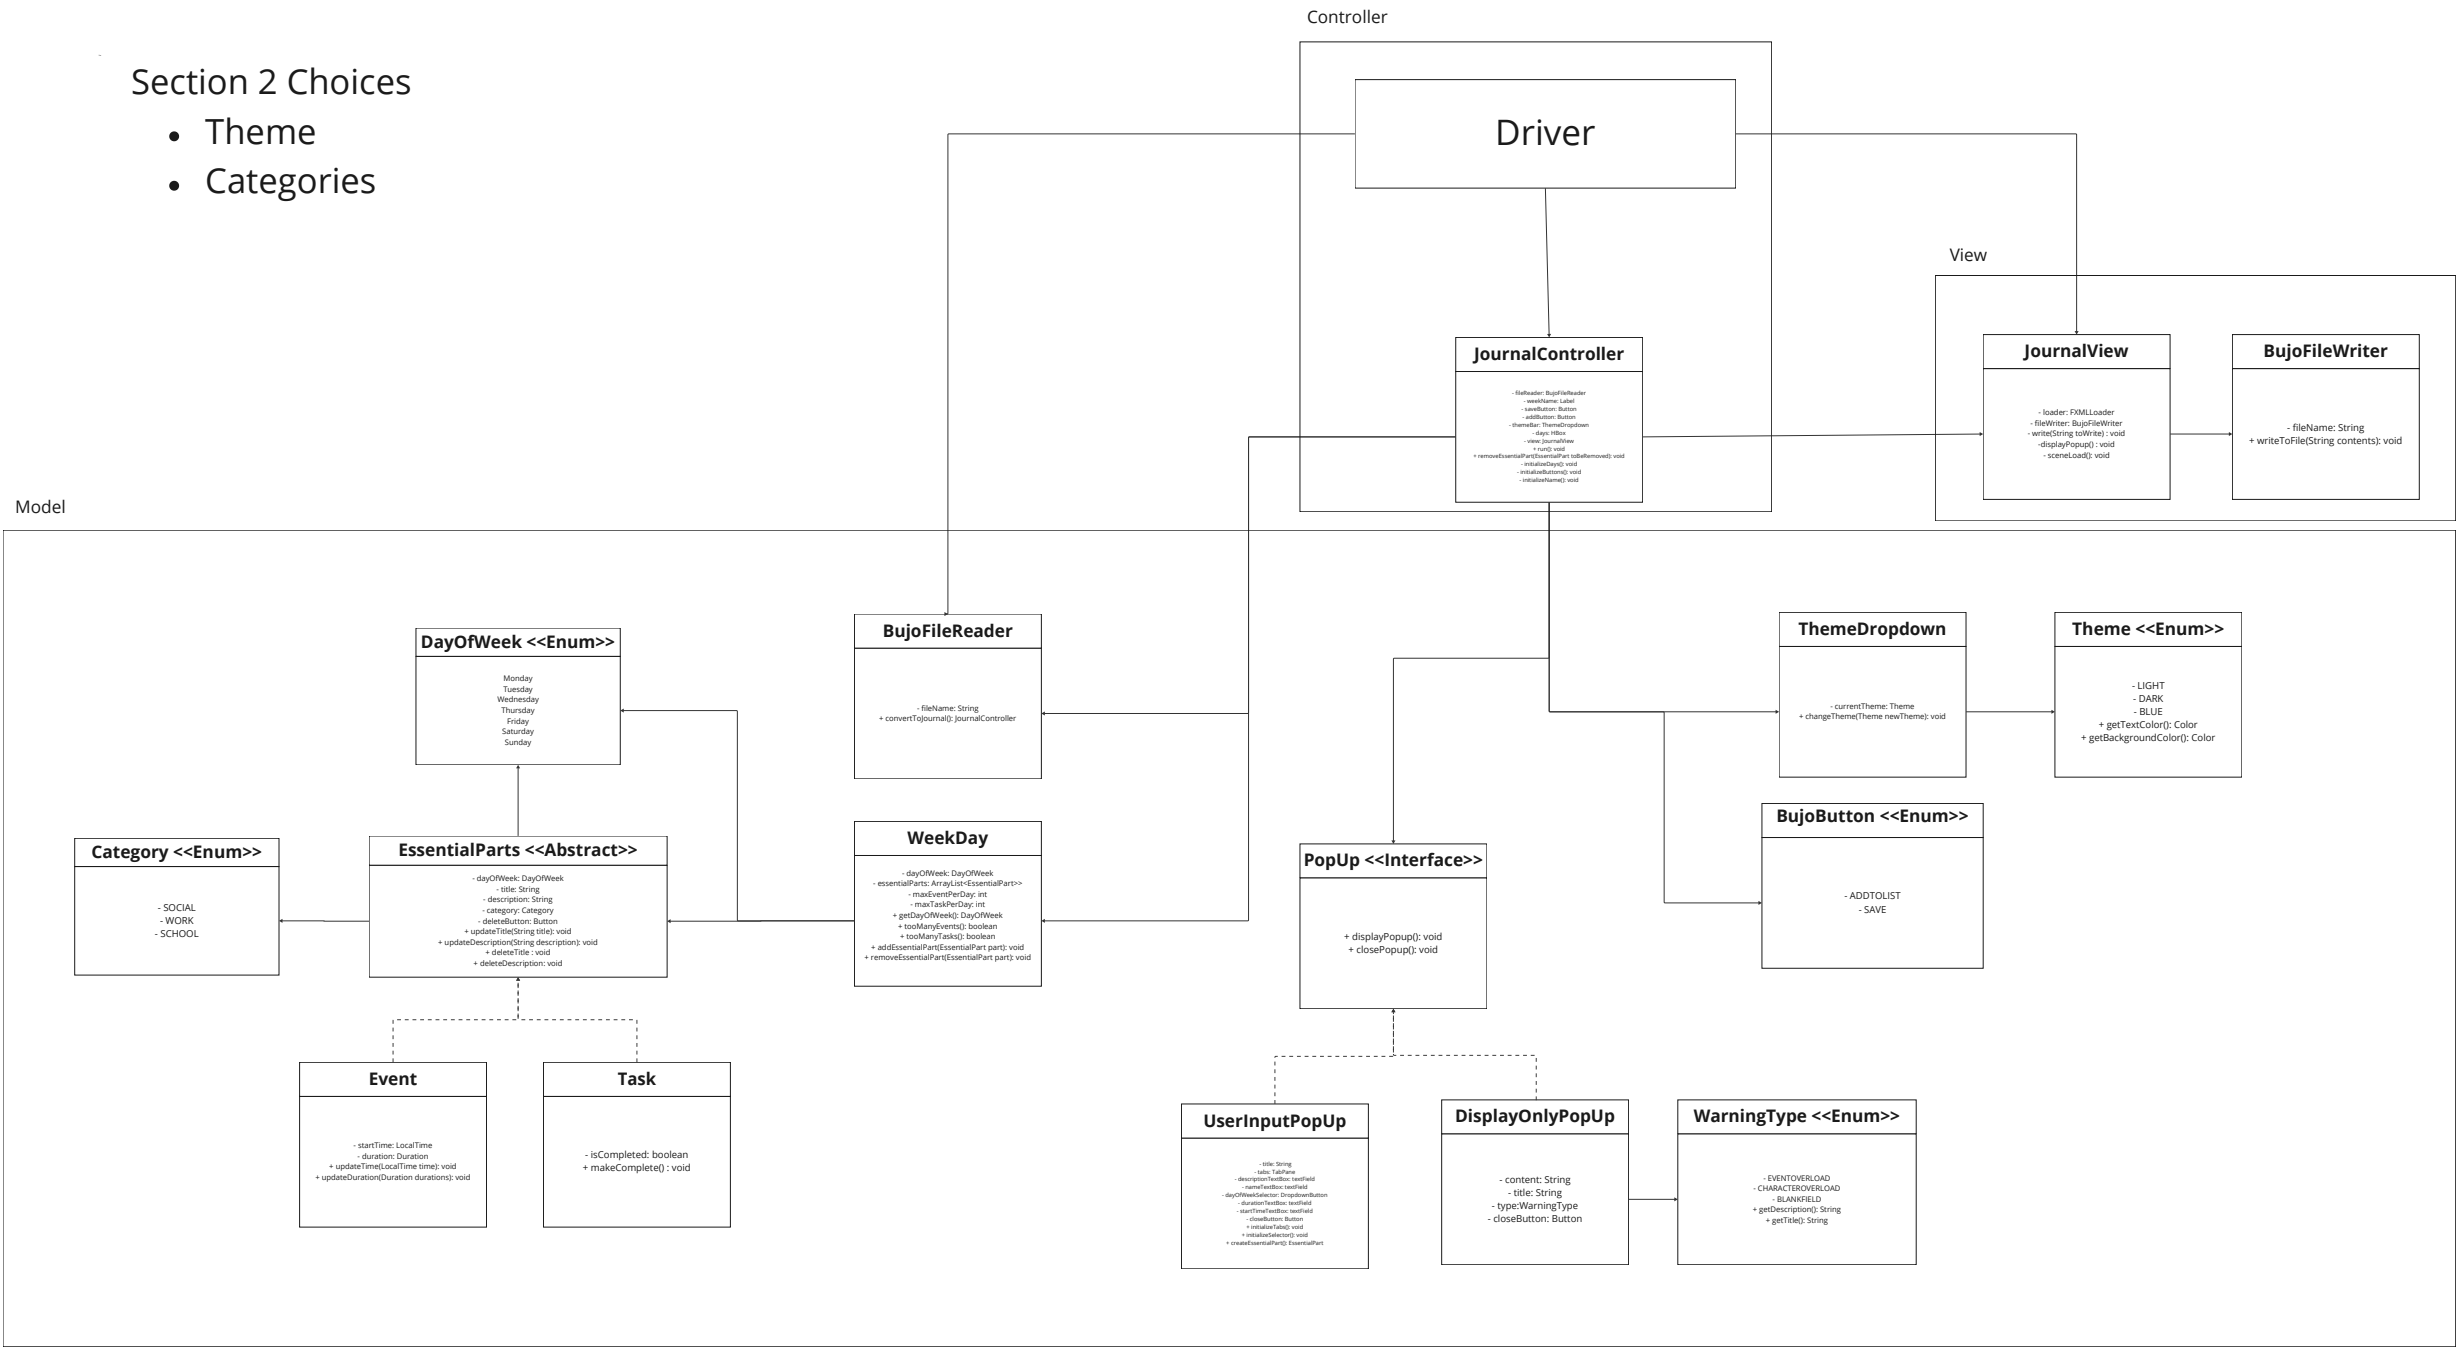 Controller
Section 2 Choices
• Theme
• Categories
Driver
View
JournalController
- fileReader: BujoFileReader
- weekName: Label
- saveButton: Button
- addButton: Button
- themeBar: ThemeDropdown
- days: HBox
- view: JournalView
+ run(): void
+ removeEssentialPart(EssentialPart toBeRemoved): void
- initializeDays(): void
- initializeButtons(): void
- initializeName(): void
JournalView
- loader: FXMLLoader
- fileWriter: BujoFileWriter
- write(String toWrite) : void
-displayPopup() : void
- sceneLoad(): void
BujoFileWriter
- fileName: String
+ writeToFile(String contents): void
Model
DayOfWeek <<Enum>>
Monday
Tuesday
Wednesday
Thursday
Friday
Saturday
Sunday
BujoFileReader
- fileName: String
+ convertToJournal(): JournalController
ThemeDropdown
- currentTheme: Theme
+ changeTheme(Theme newTheme): void
Theme <<Enum>>
- LIGHT
- DARK
- BLUE
+ getTextColor(): Color
+ getBackgroundColor(): Color
Category <<Enum>>
- SOCIAL
- WORK
- SCHOOL
EssentialParts <<Abstract>>
- dayOfWeek: DayOfWeek
- title: String
- description: String
- category: Category
- deleteButton: Button
+ updateTitle(String title): void
+ updateDescription(String description): void
+ deleteTitle : void
+ deleteDescription: void
WeekDay
- dayOfWeek: DayOfWeek
- essentialParts: ArrayList<EssentialPart>>
- maxEventPerDay: int
- maxTaskPerDay: int
+ getDayOfWeek(): DayOfWeek
+ tooManyEvents(): boolean
+ tooManyTasks(): boolean
+ addEssentialPart(EssentialPart part): void
+ removeEssentialPart(EssentialPart part): void
PopUp <<Interface>>
+ displayPopup(): void
+ closePopup(): void
BujoButton <<Enum>>
- ADDTOLIST
- SAVE
Event
- startTime: LocalTime
- duration: Duration
+ updateTime(LocalTime time): void
+ updateDuration(Duration durations): void
Task
- isCompleted: boolean
+ makeComplete() : void
UserInputPopUp
- title: String
- tabs: TabPane
- descriptionTextBox: textField
- nameTextBox: textField
- dayOfWeekSelector: DropdownButton
- durationTextBox: textField
- startTimeTextBox: textField
- closeButton: Button
+ initializeTabs(): void
+ initializeSelector(): void
+ createEssentialPart(): EssentialPart
DisplayOnlyPopUp
- content: String
- title: String
- type:WarningType
- closeButton: Button
WarningType <<Enum>>
- EVENTOVERLOAD
- CHARACTEROVERLOAD
- BLANKFIELD
+ getDescription(): String
+ getTitle(): String